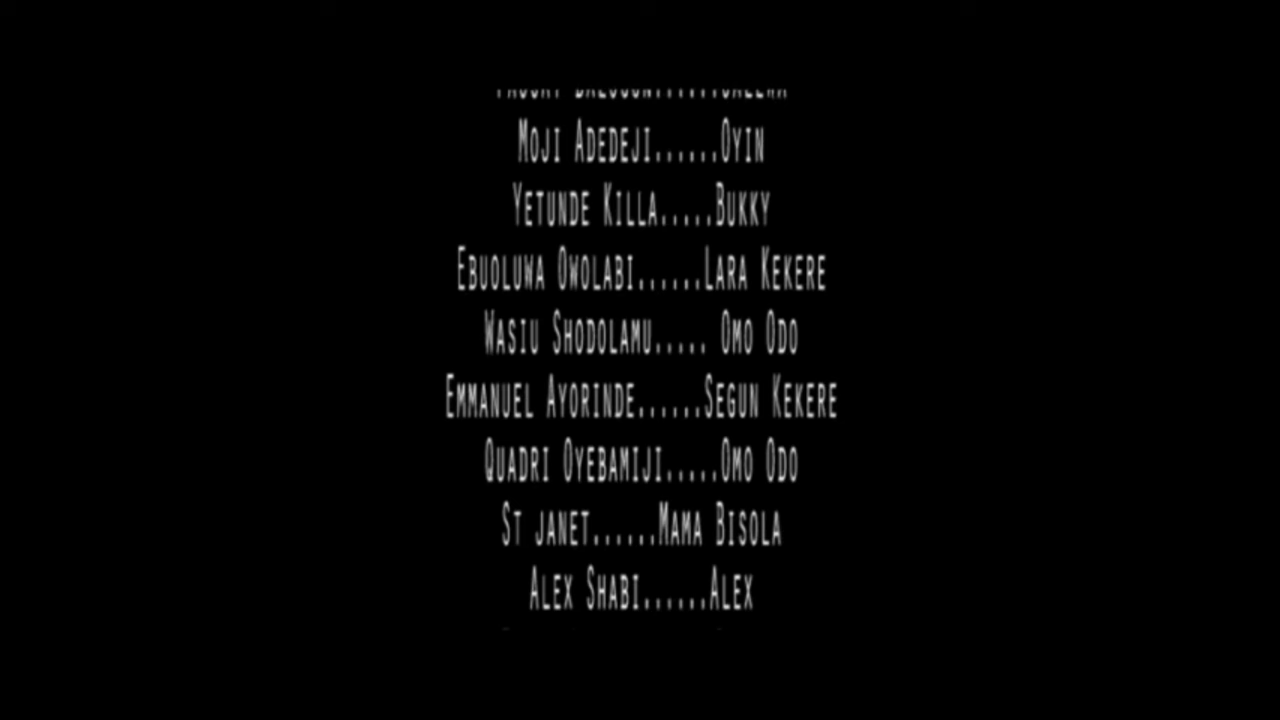 Moji Adedeji......Oyin
Yetunde Killa.....Bukky
Ebuoluwa Owolabi......Lara Kekere
Wasiu Shodolamu..... Omo Odo
Emmanuel Ayorinde......Segun Kekere
Quadri Oyebamiji.....Omo Odo
St janet......Mama Bisola
Alex Shabi......Alex